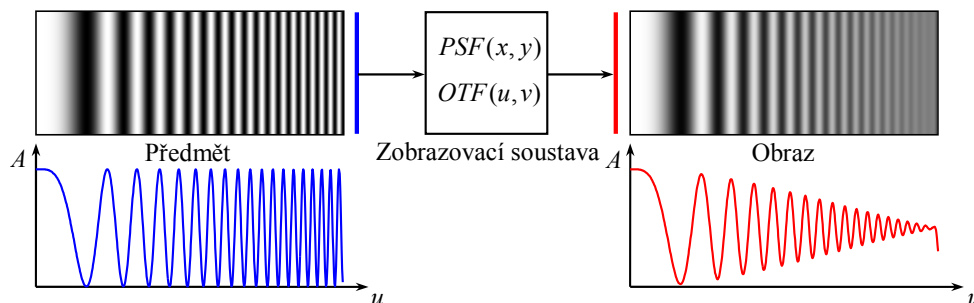 PSF(x, y)
OTF(u, v)
Předmět
Zobrazovací soustava
Obraz
A
A
u